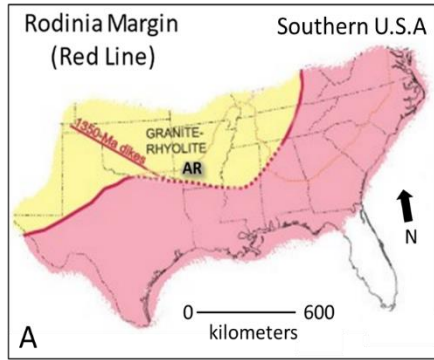 Rodinia Margin
(Red Line)
Southern U.S.A
1350-Ma dikes
GRANITE-
RHYOLITE
AR
N
0 600
kilometers
A